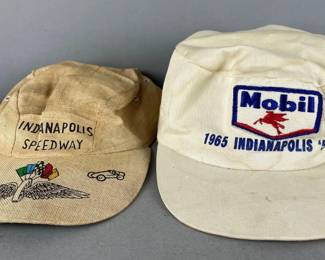 INDIANAPOLIS
SPEEDWAY
Mobil
1965 INDIANAPOLIS